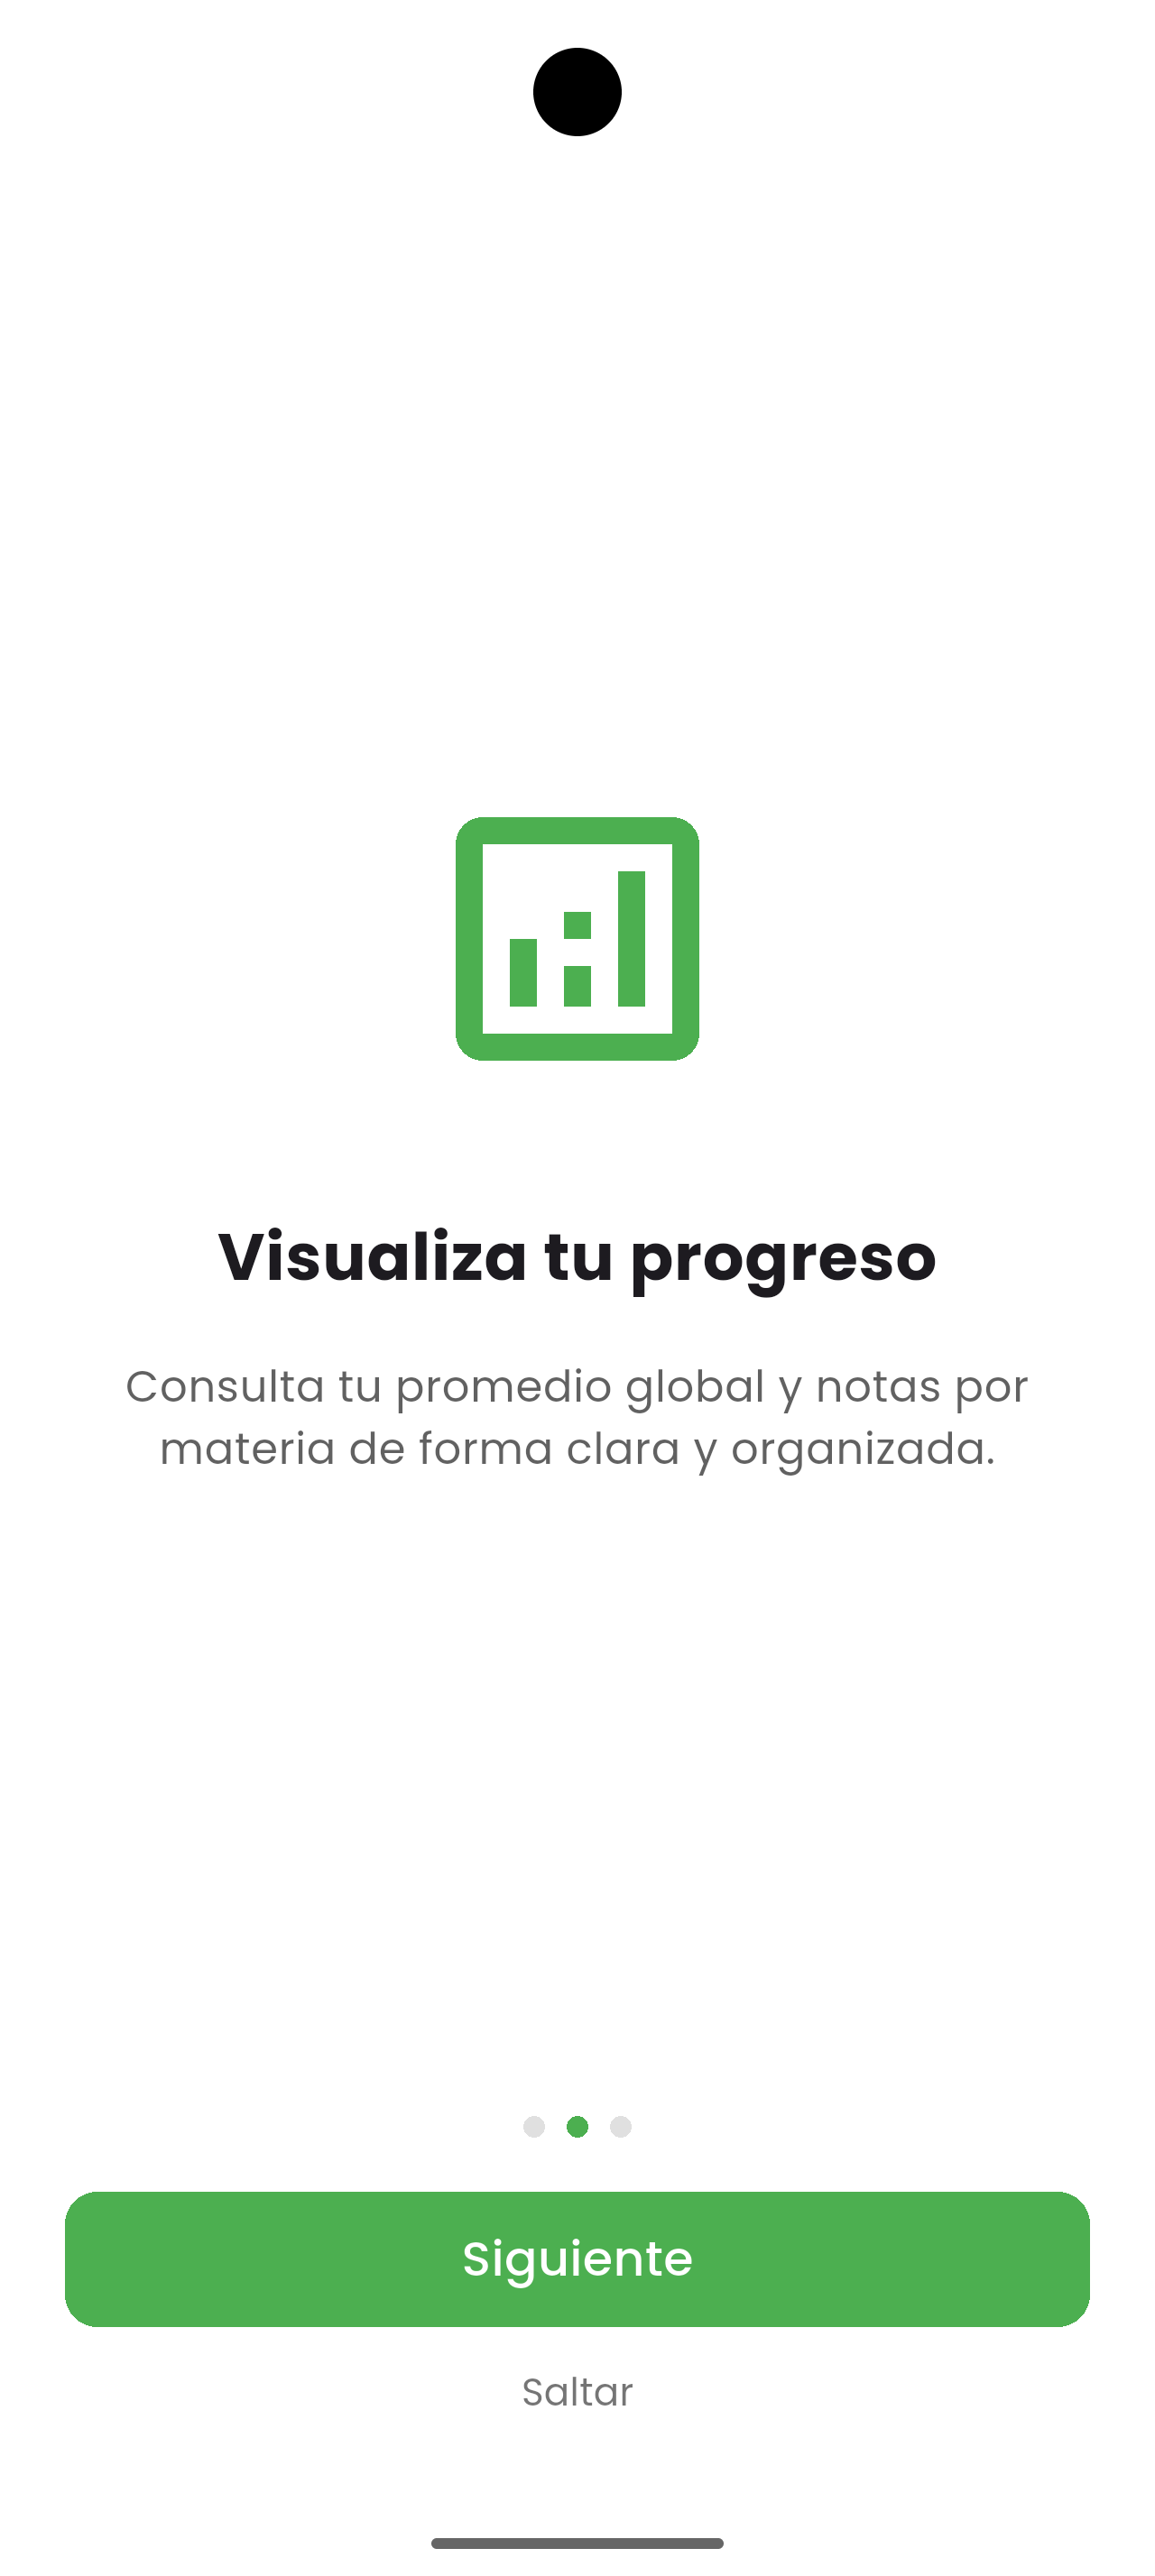 Visualiza tu progreso
Consulta tu promedio global y notas por
materia de forma clara y organizada.
Siguiente
Saltar